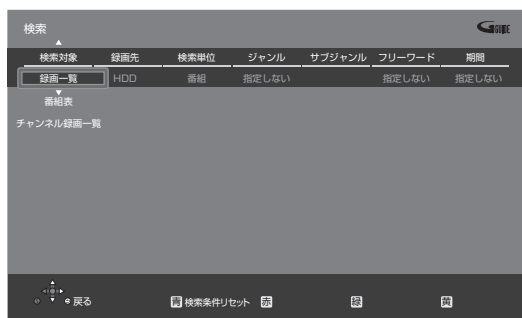 検索
GGUIDE
検索対象 録画先 検索単位 ジャンル サブジャンル フリーワード 期間
録画一覧 HDD 番組 指定しない 指定しない 指定しない
番組表
チャンネル録画一覧
戻る 青 検索条件リセット 赤 緑 黄